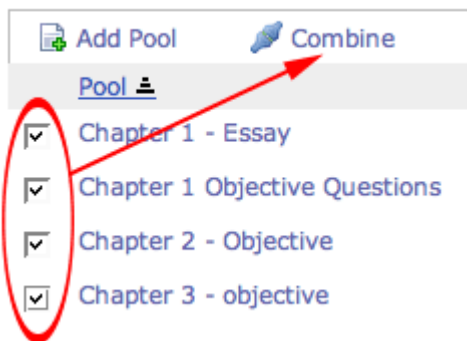 Add Pool Combine
Pool
Chapter 1 - Essay
Chapter 1 Objective Questions
Chapter 2 - Objective
Chapter 3 - objective